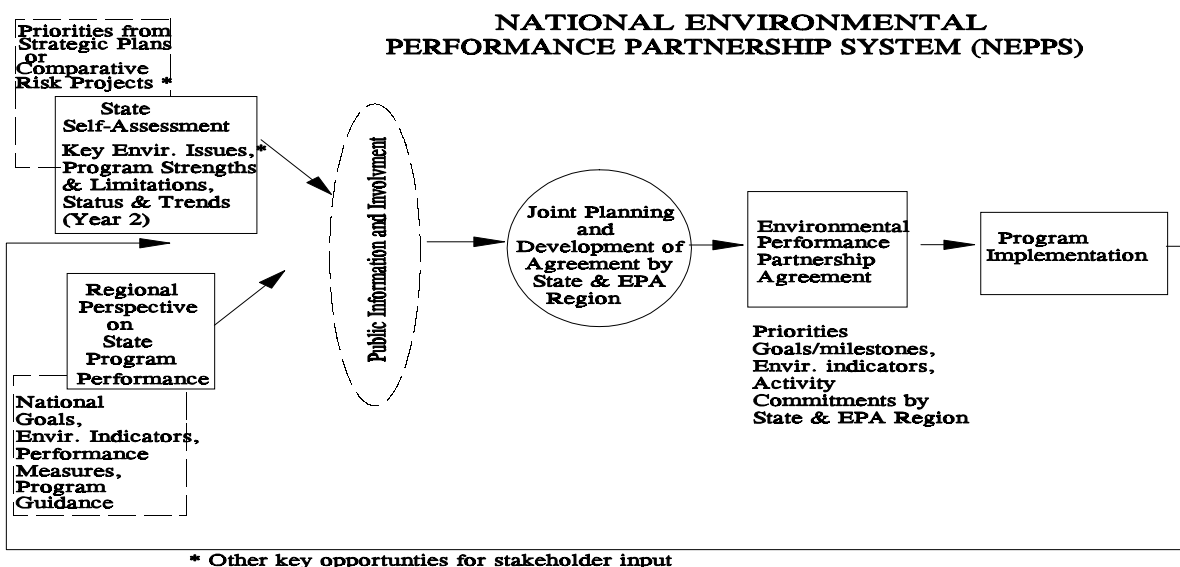 NATIONAL ENVIRONMENTAL
PERFORMANCE PARTNERSHIP SYSTEM (NEPPS)
Priorities from
Strategic Plans
or
Comparative
Risk Projects *
State
Self-Assessment
Key Envir. Issues,*
Program Strengths
& Limitations,
Status & Trends
(Year 2)
Regional
Perspective
on
State
Program
Performance
National
Goals,
Envir. Indicators,
Performance
Measures,
Program
Guidance
Public Information and Involvment
Joint Planning
and
Development of
Agreement by
State & EPA
Region
Environmental
Performance
Partnership
Agreement
Priorities
Goals/milestones,
Envir. indicators,
Activity
Commitments by
State & EPA Region
Program
Implementation
* Other key opportunties for stakeholder input